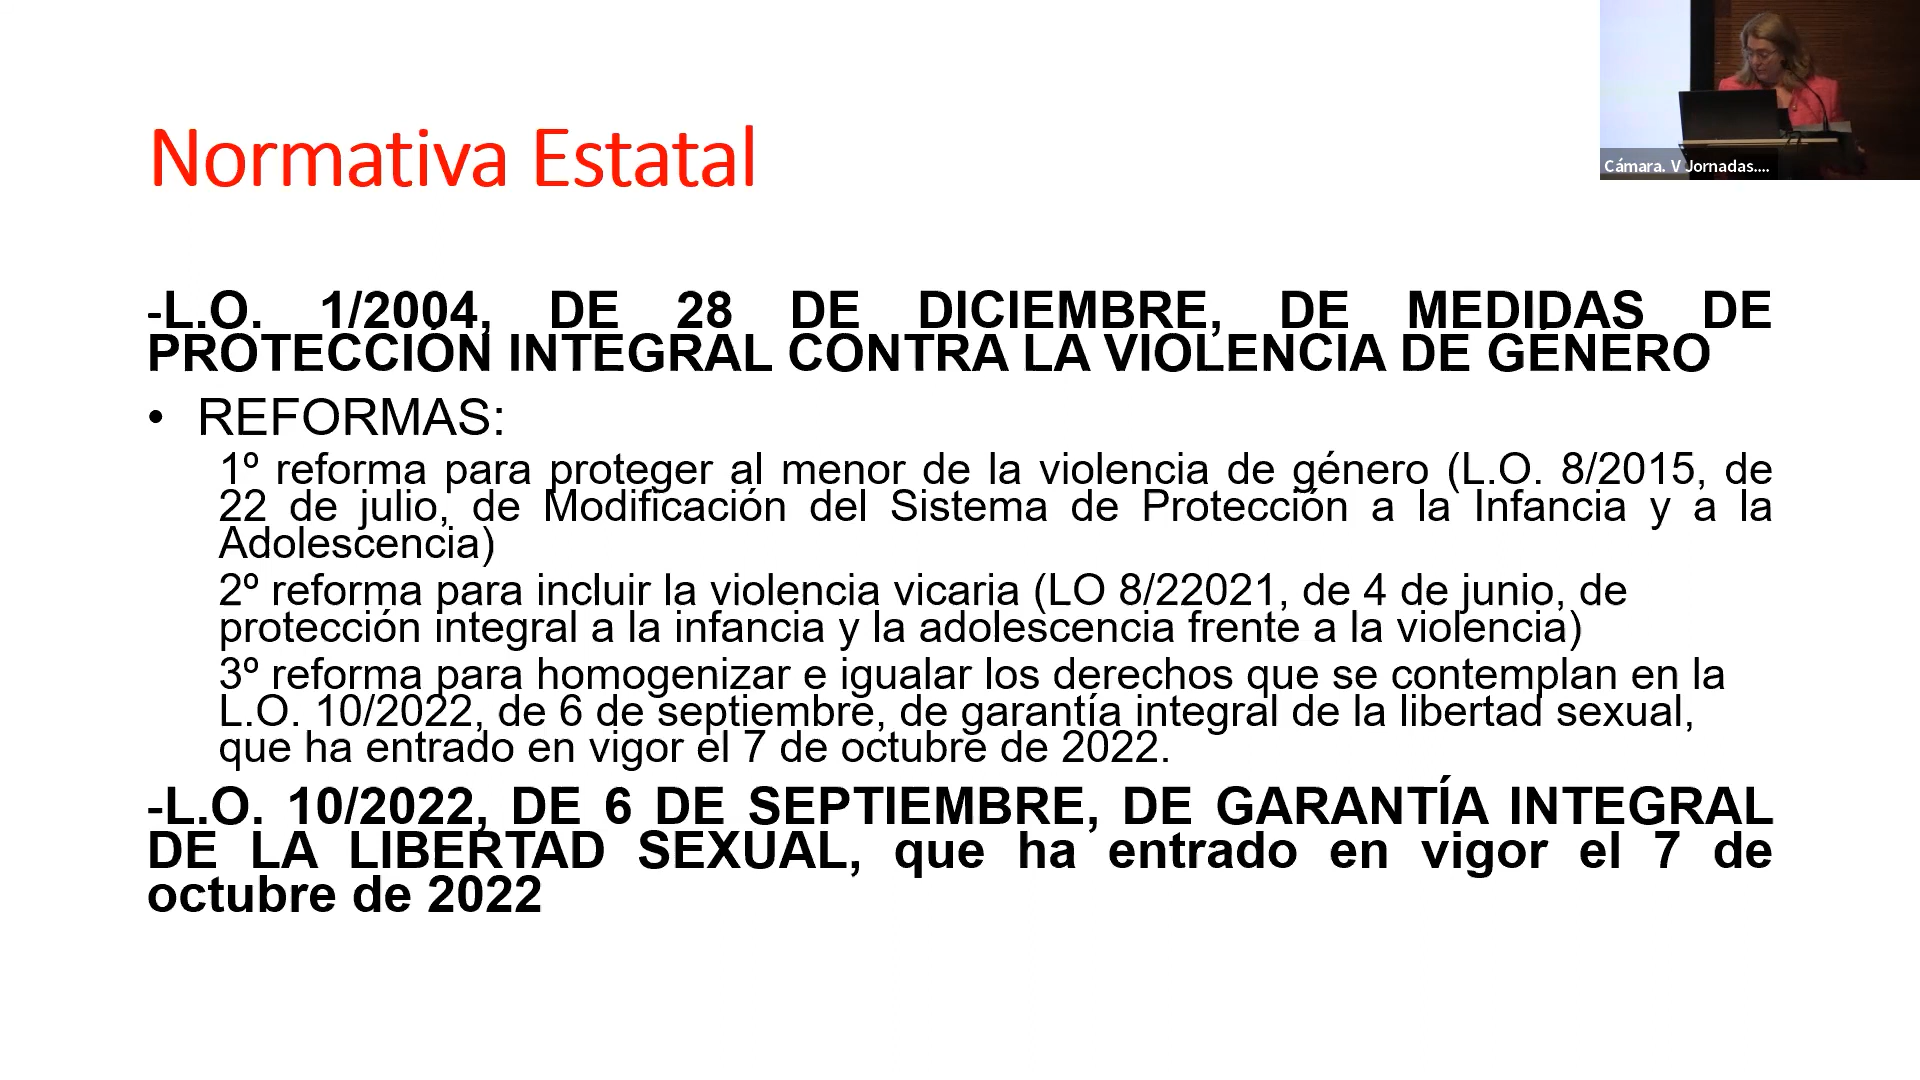 Normativa Estatal
Cámara. V Jornadas....
-L.O. 1/2004, DE 28 DE DICIEMBRE, DE MEDIDAS DE
PROTECCIÓN INTEGRAL CONTRA LA VIOLENCIA DE GÉNERO
• REFORMAS:
1º reforma para proteger al menor de la violencia de género (L.O. 8/2015, de
22 de julio, de Modificación del Sistema de Protección a la Infancia y a la
Adolescencia)
2º reforma para incluir la violencia vicaria (LO 8/22021, de 4 de junio, de
protección integral a la infancia y la adolescencia frente a la violencia)
3º reforma para homogenizar e igualar los derechos que se contemplan en la
L.O. 10/2022, de 6 de septiembre, de garantía integral de la libertad sexual,
que ha entrado en vigor el 7 de octubre de 2022.
-L.O. 10/2022, DE 6 DE SEPTIEMBRE, DE GARANTÍA INTEGRAL
DE LA LIBERTAD SEXUAL, que ha entrado en vigor el 7 de
octubre de 2022